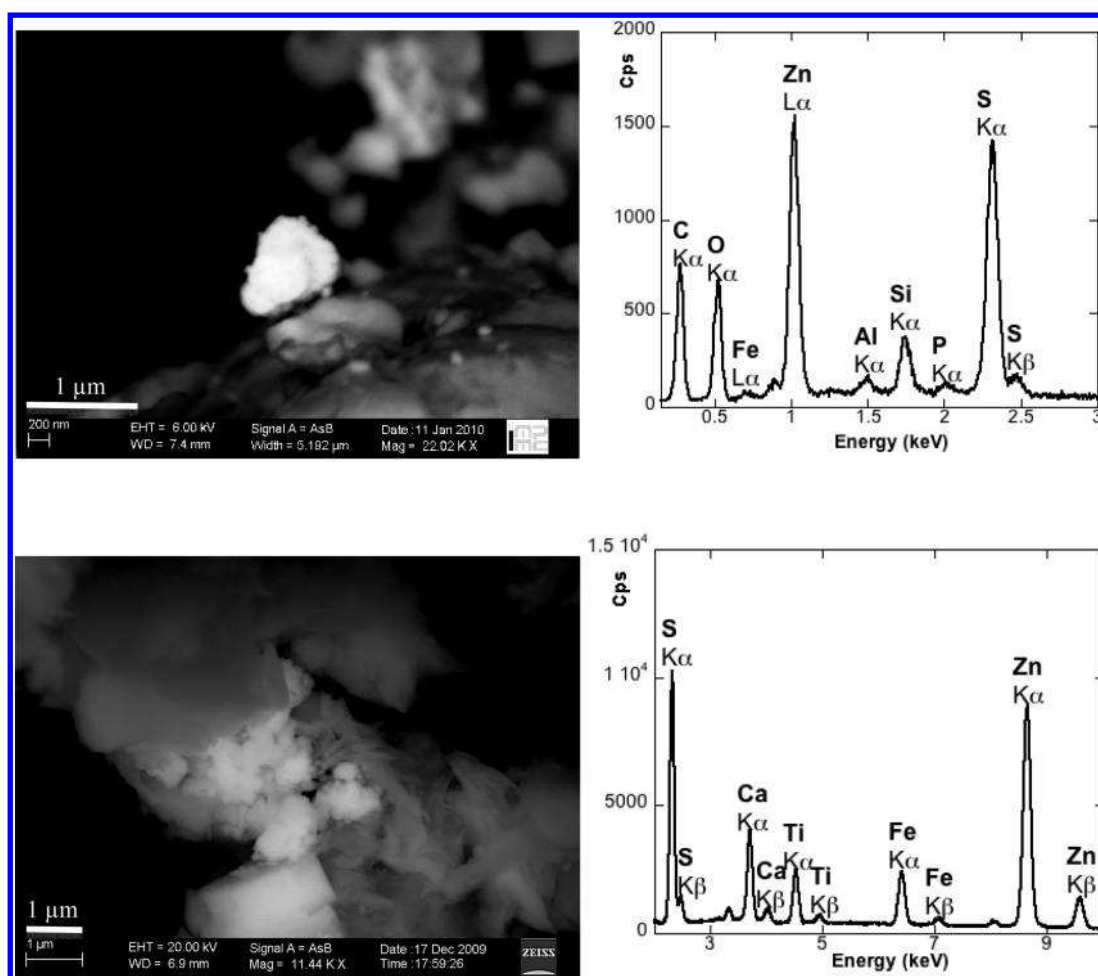 1 µm
200 nm
EHT = 6.00 kV
WD = 7.4 mm
Signal A = AsB
Width = 5.192 µm
Date :11 Jan 2010
Mag = 22.02 K X
2000
1500
1000
500
0
Cps
C
Kα
O
Kα
Fe
Lα
Zn
Lα
Al
Kα
Si
Kα
P
Kα
S
Kα
S
Kβ
0.5
1
1.5
2
2.5
3
Energy (keV)
1 µm
1 µm
EHT = 20.00 kV
WD = 6.9 mm
Signal A = AsB
Mag = 11.44 K X
Date :17 Dec 2009
Time :17:59:26
ZEISS
1.5 10⁴
1 10⁴
5000
0
Cps
S
Kα
S
Kβ
Ca
Kα
Ca
Kβ
Ti
Kα
Ti
Kβ
Fe
Kα
Fe
Kβ
Zn
Kα
Zn
Kβ
3
5
7
9
Energy (keV)